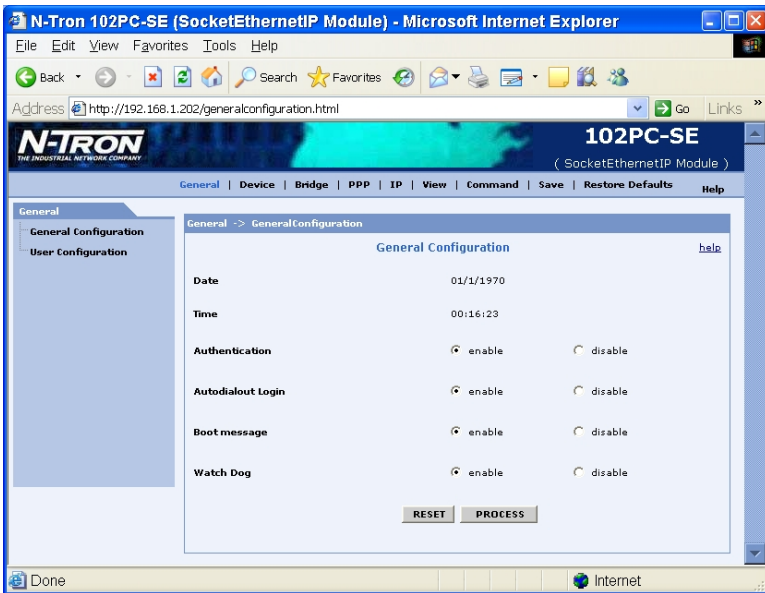 N-Tron 102PC-SE (SocketEthernetIP Module) - Microsoft Internet Explorer
File Edit View Favorites Tools Help
Back Search Favorites
Address http://192.168.1.202/generalconfiguration.html Go Links »
N-TRON 102PC-SE
THE INDUSTRIAL NETWORK COMPANY ( SocketEthernetIP Module )
General | Device | Bridge | PPP | IP | View | Command | Save | Restore Defaults Help
General
General Configuration
User Configuration
General -> GeneralConfiguration
General Configuration help
Date 01/1/1970
Time 00:16:23
Authentication enable disable
Autodialout Login enable disable
Boot message enable disable
Watch Dog enable disable
RESET PROCESS
Done Internet